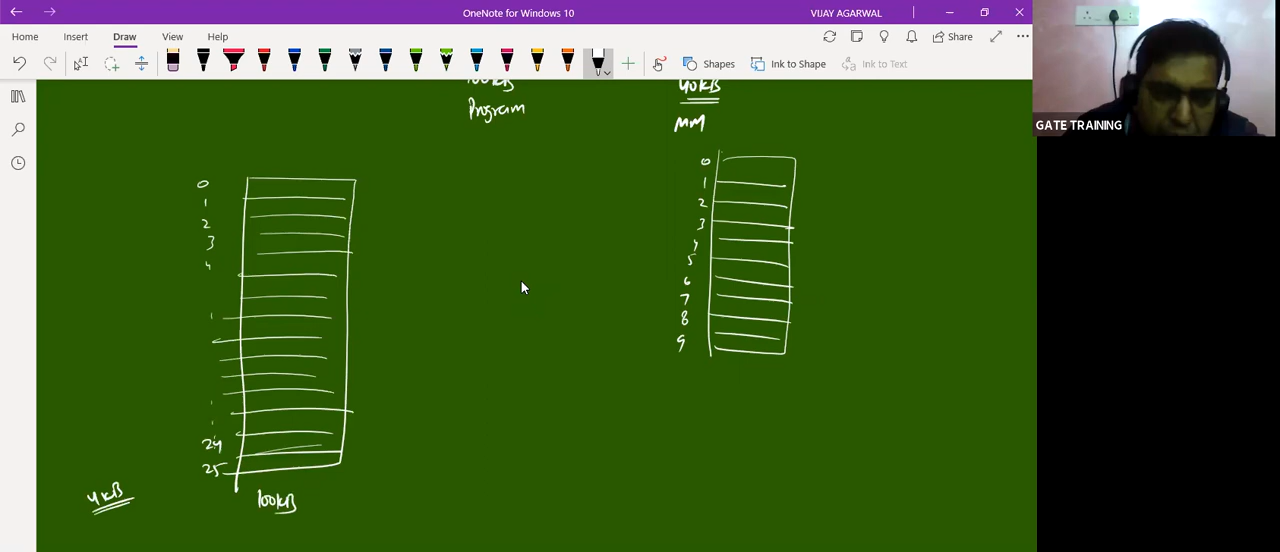 OneNote for Windows 10
VIJAY AGARWAL
Home
Insert
Draw
View
Help
Share
Shapes
Ink to Shape
Ink to Text
GATE TRAINING
100kB
Program
40kB
MM
0
1
2
3
4
24
25
4kB
100kB
0
1
2
3
4
5
6
7
8
9